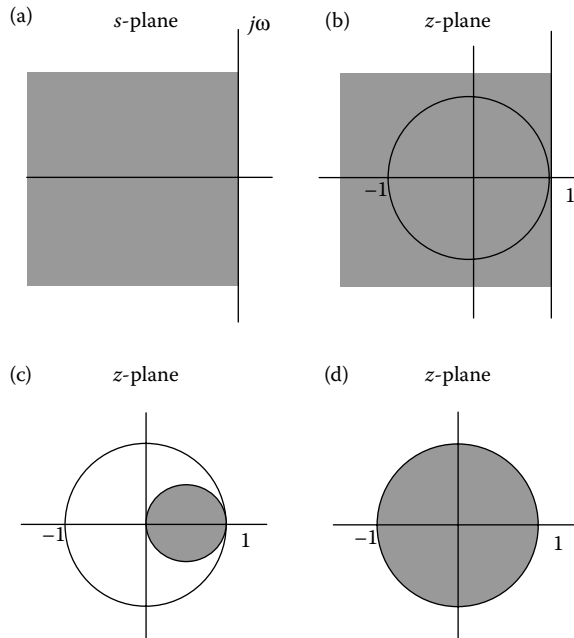 (a) s-plane jω
(b) z-plane
−1 1
(c) z-plane
−1 1
(d) z-plane
−1 1